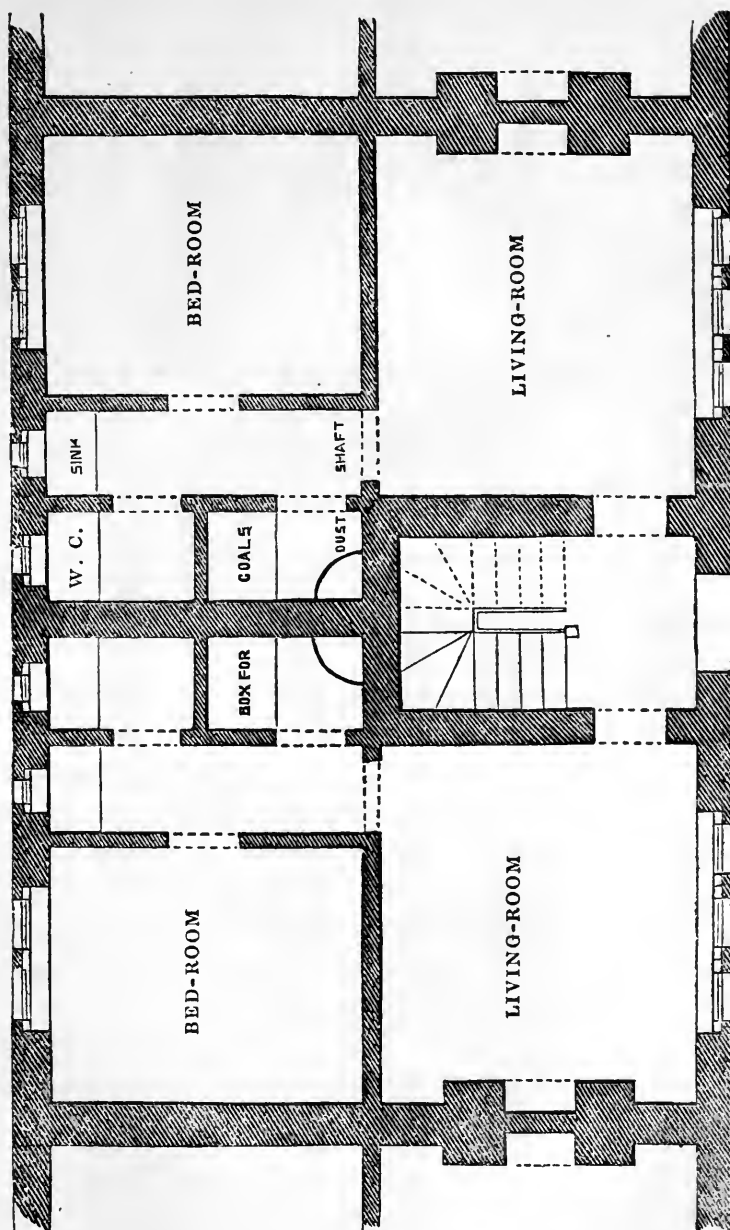 W. C. SINK
BED-ROOM BED-ROOM
BOX FOR COALS
DUST SHAFT
LIVING-ROOM LIVING-ROOM